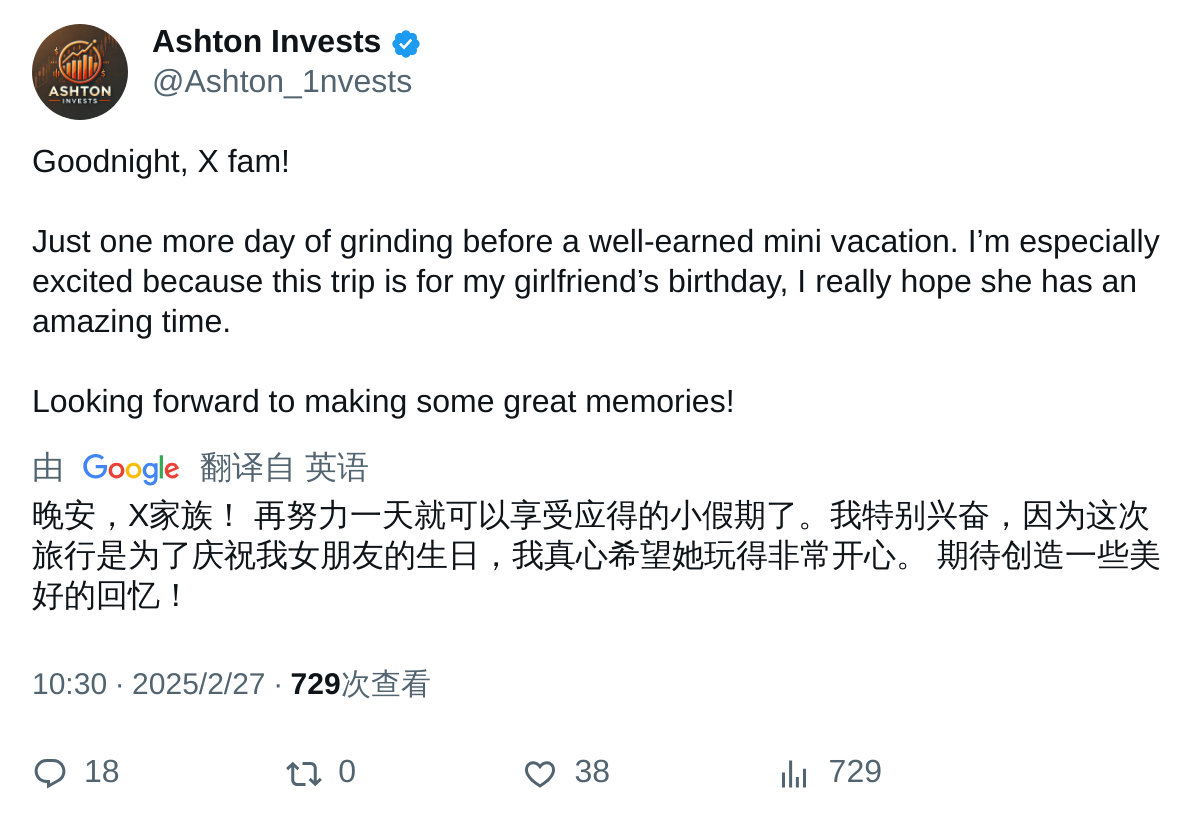 ASHTON
INVESTS
Ashton Invests
@Ashton_1nvests
Goodnight, X fam!
Just one more day of grinding before a well-earned mini vacation. I’m especially
excited because this trip is for my girlfriend’s birthday, I really hope she has an
amazing time.
Looking forward to making some great memories!
由 Google 翻译自 英语
晚安，X家族！ 再努力一天就可以享受应得的小假期了。我特别兴奋，因为这次
旅行是为了庆祝我女朋友的生日，我真心希望她玩得非常开心。 期待创造一些美
好的回忆！
10:30 · 2025/2/27 · 729次查看
18 0 38 729